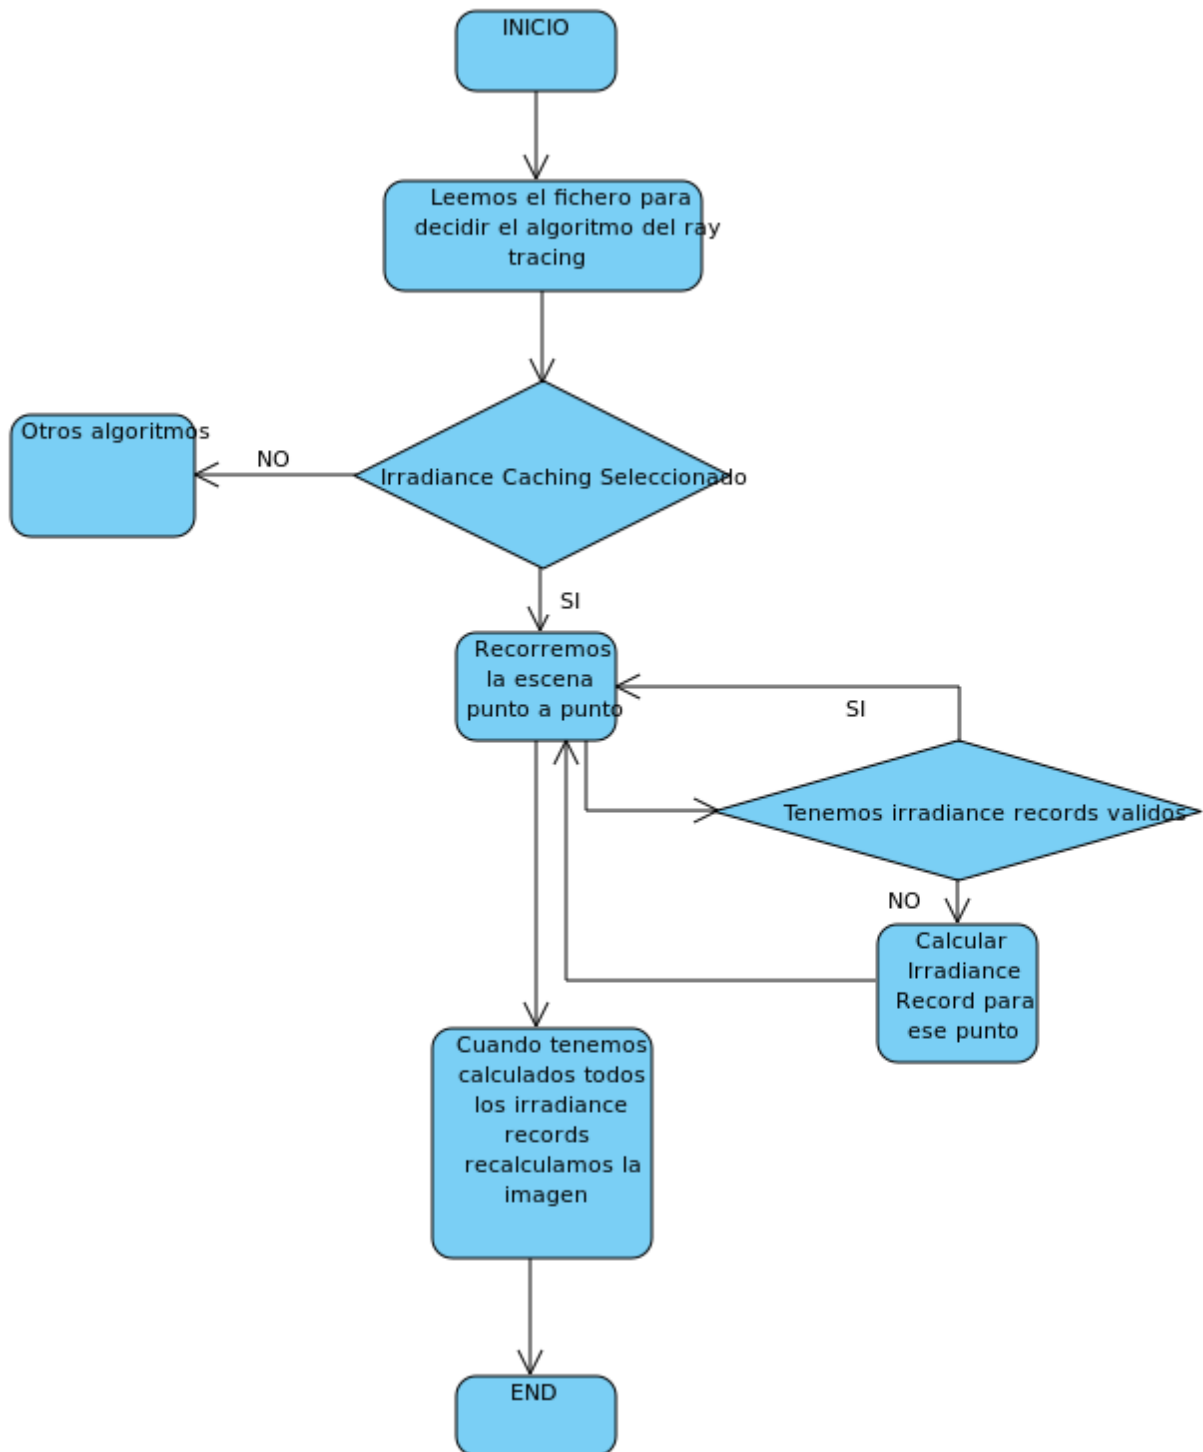 INICIO
Leemos el fichero para
decidir el algoritmo del ray
tracing
Otros algoritmos
NO
Irradiance Caching Seleccionado
SI
Recorremos
la escena
punto a punto
SI
Tenemos irradiance records validos
NO
Calcular
Irradiance
Record para
ese punto
Cuando tenemos
calculados todos
los irradiance
records
recalculamos la
imagen
END